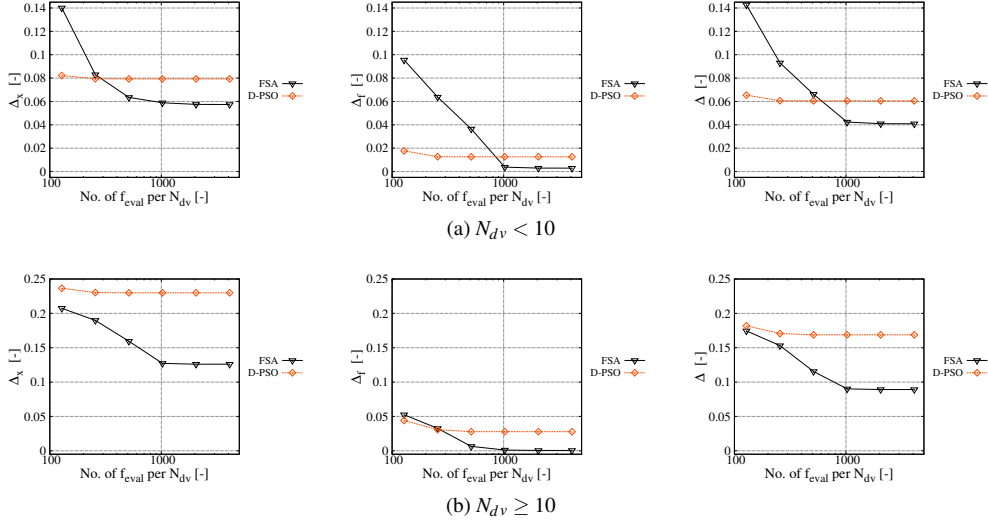 0.14
0.12
0.1
0.08
0.06
0.04
0.02
0
Δx [-]
100
1000
No. of feval per Ndv [-]
FSA
D-PSO
0.14
0.12
0.1
0.08
0.06
0.04
0.02
0
Δf [-]
100
1000
No. of feval per Ndv [-]
FSA
D-PSO
0.14
0.12
0.1
0.08
0.06
0.04
0.02
0
Δ [-]
100
1000
No. of feval per Ndv [-]
FSA
D-PSO
(a) Ndv < 10
0.25
0.2
0.15
0.1
0.05
0
Δx [-]
100
1000
No. of feval per Ndv [-]
FSA
D-PSO
0.25
0.2
0.15
0.1
0.05
0
Δf [-]
100
1000
No. of feval per Ndv [-]
FSA
D-PSO
0.25
0.2
0.15
0.1
0.05
0
Δ [-]
100
1000
No. of feval per Ndv [-]
FSA
D-PSO
(b) Ndv ≥ 10